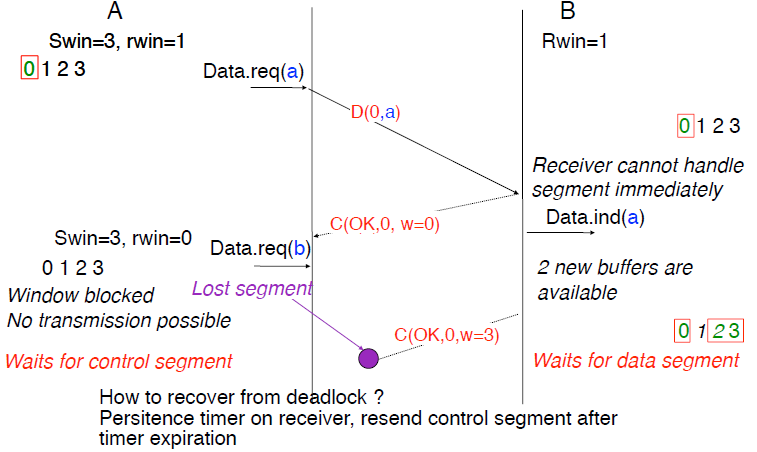 A
B
Swin=3, rwin=1
Rwin=1
0 1 2 3
Data.req(a)
D(0,a)
0 1 2 3
Receiver cannot handle
segment immediately
C(OK,0, w=0)
Data.ind(a)
Swin=3, rwin=0
Data.req(b)
0 1 2 3
2 new buffers are
available
Window blocked
Lost segment
No transmission possible
C(OK,0,w=3)
0 1 2 3
Waits for control segment
Waits for data segment
How to recover from deadlock ?
Persitence timer on receiver, resend control segment after
timer expiration